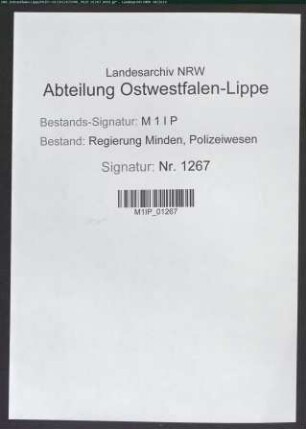 Landesarchiv NRW
Abteilung Ostwestfalen-Lippe
Bestands-Signatur: M 1 I P
Bestand: Regierung Minden, Polizeiwesen
Signatur: Nr. 1267
M1IP_01267